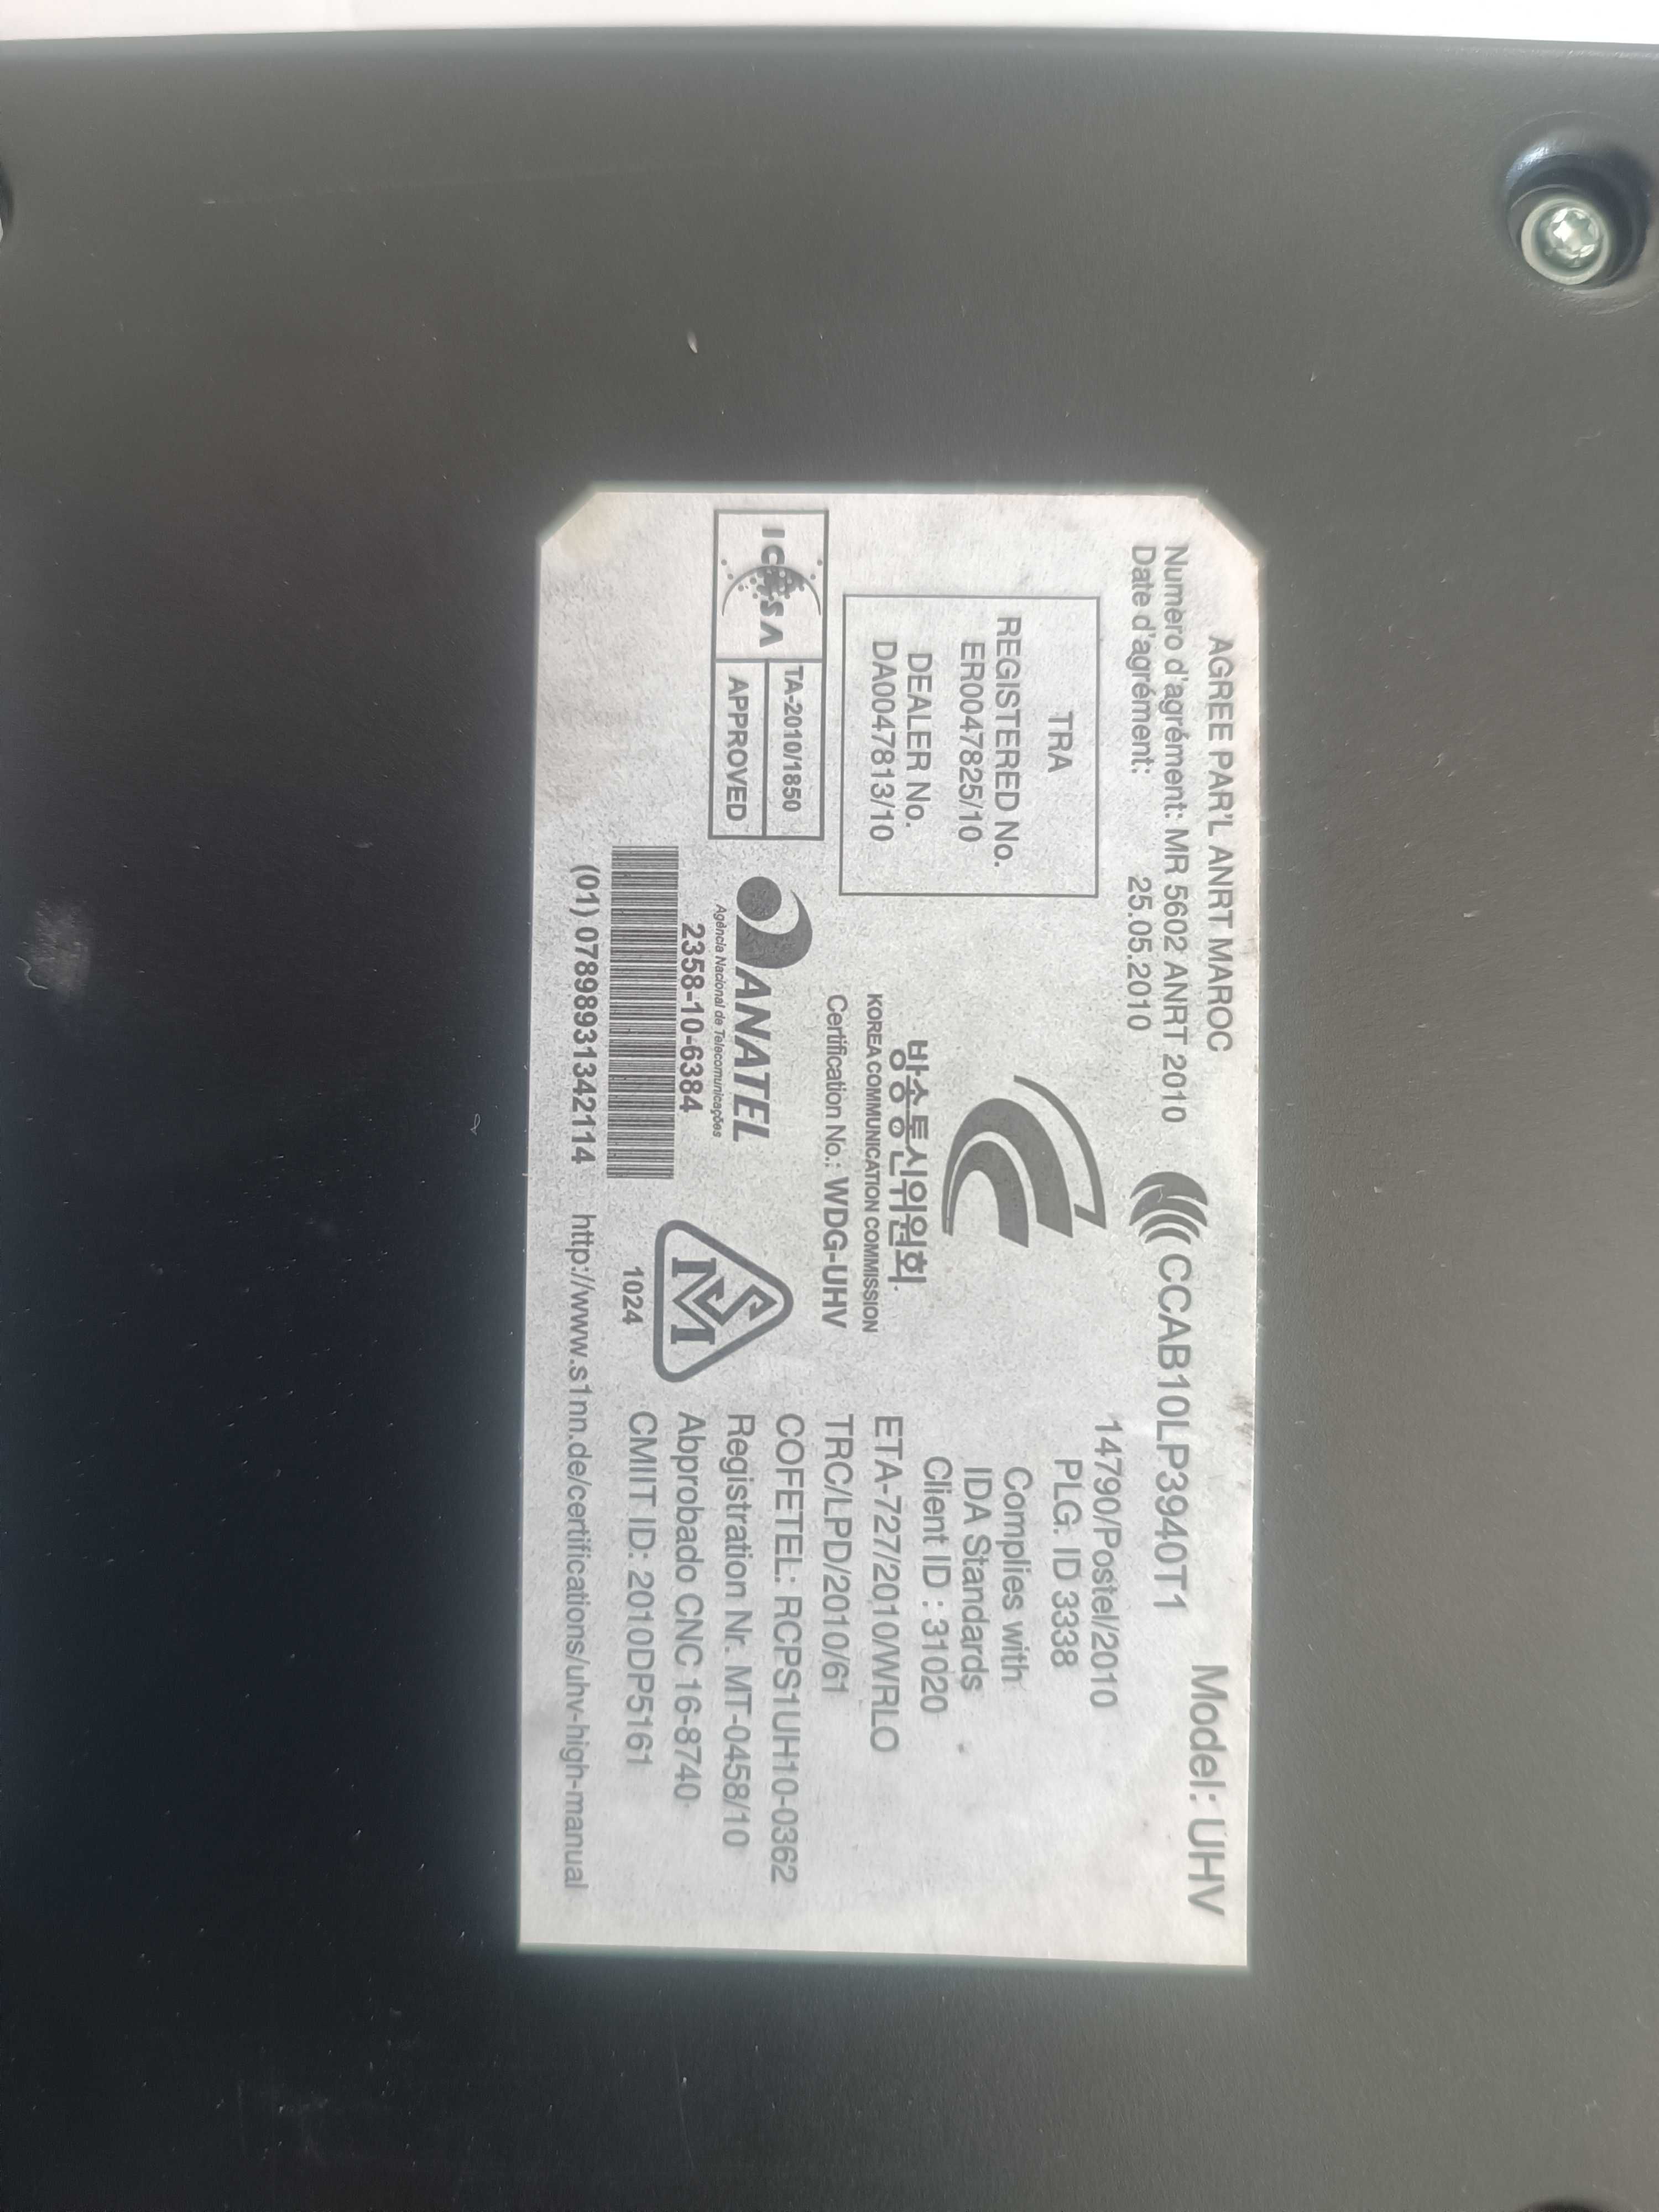 AGREE PAR'L ANRT MAROC
Numero d'agrément: MR 5602 ANRT 2010
Date d'agrément: 25.05.2010
CCAB10LP3940T1
Model: UHV
TRA
REGISTERED No.
ER0047825/10
DEALER No.
DA0047813/10
방송통신위원회
KOREA COMMUNICATION COMMISSION
Certification No.: WDG-UHV
14790/Postel/2010
PLG. ID 3338
Complies with
IDA Standards
Client ID : 31020
ETA-727/2010/WRLO
TRC/LPD/2010/61
COFETEL: RCPS1UH10-0362
Registration Nr. MT-0458/10
Abprobado CNC 16-8740
CMIIT ID: 2010DP5161
ICASA
TA-2010/1850
APPROVED
ANATEL
Agência Nacional de Telecomunicações
2358-10-6384
(01) 07898931342114
SM
1024
http://www.s1nn.de/certifications/uhv-high-manual